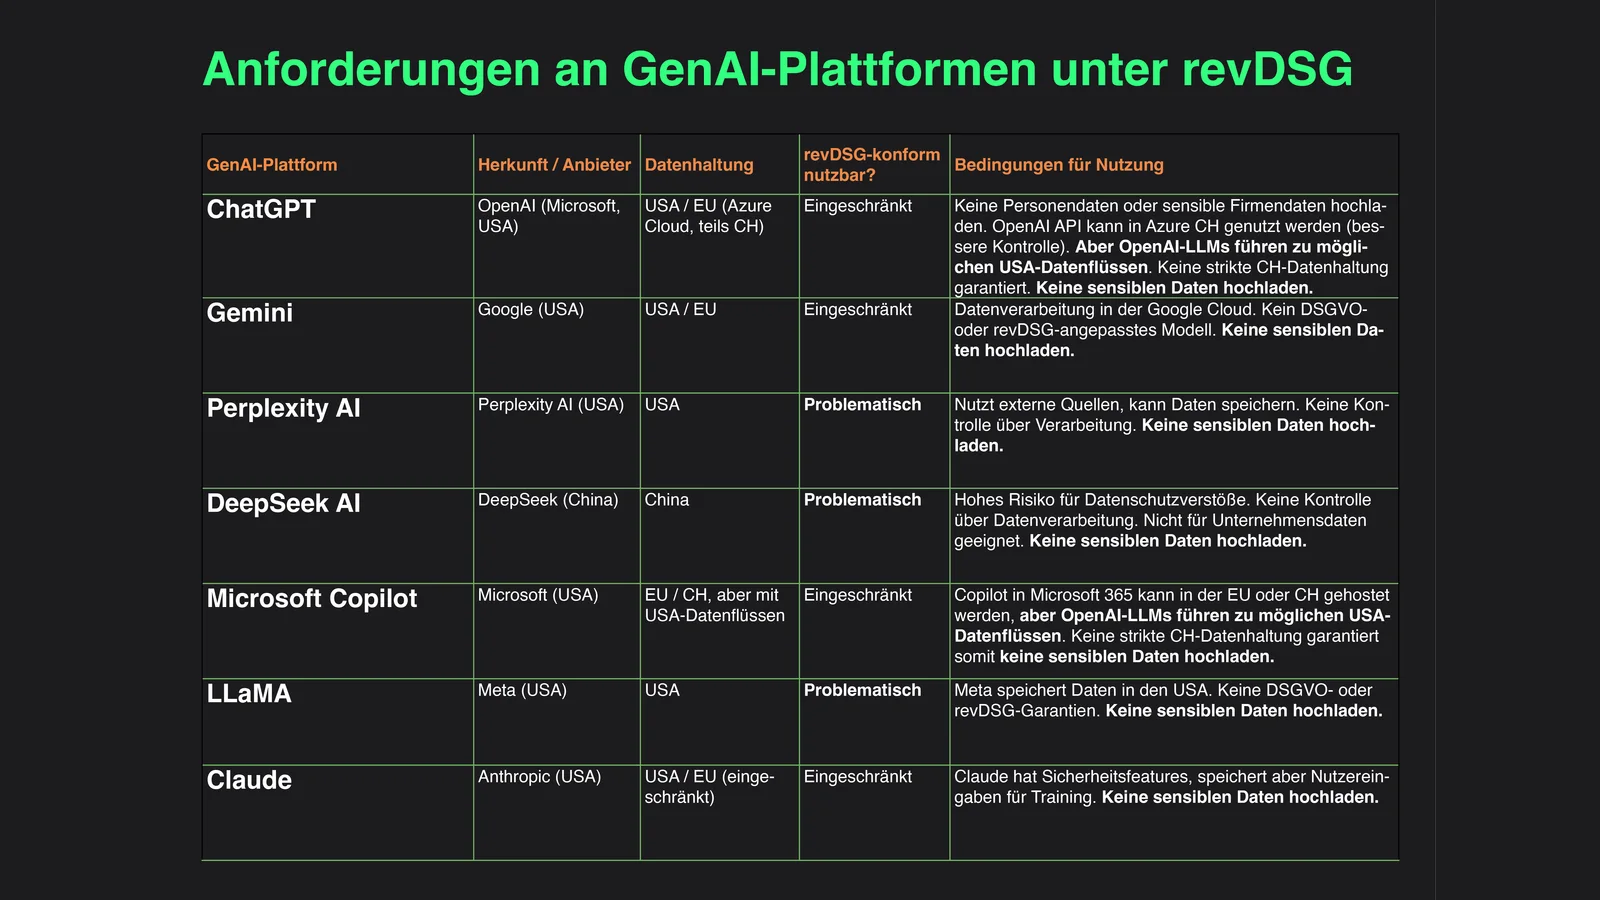 Anforderungen an GenAI-Plattformen unter revDSG
GenAI-Plattform
Herkunft / Anbieter
Datenhaltung
revDSG-konform
nutzbar?
Bedingungen für Nutzung
ChatGPT
OpenAI (Microsoft,
USA)
USA / EU (Azure
Cloud, teils CH)
Eingeschränkt
Keine Personendaten oder sensible Firmendaten hochla-
den. OpenAI API kann in Azure CH genutzt werden (bes-
sere Kontrolle). Aber OpenAI-LLMs führen zu mögli-
chen USA-Datenflüssen. Keine strikte CH-Datenhaltung
garantiert. Keine sensiblen Daten hochladen.
Gemini
Google (USA)
USA / EU
Eingeschränkt
Datenverarbeitung in der Google Cloud. Kein DSGVO-
oder revDSG-angepasstes Modell. Keine sensiblen Da-
ten hochladen.
Perplexity AI
Perplexity AI (USA)
USA
Problematisch
Nutzt externe Quellen, kann Daten speichern. Keine Kon-
trolle über Verarbeitung. Keine sensiblen Daten hoch-
laden.
DeepSeek AI
DeepSeek (China)
China
Problematisch
Hohes Risiko für Datenschutzverstöße. Keine Kontrolle
über Datenverarbeitung. Nicht für Unternehmensdaten
geeignet. Keine sensiblen Daten hochladen.
Microsoft Copilot
Microsoft (USA)
EU / CH, aber mit
USA-Datenflüssen
Eingeschränkt
Copilot in Microsoft 365 kann in der EU oder CH gehostet
werden, aber OpenAI-LLMs führen zu möglichen USA-
Datenflüssen. Keine strikte CH-Datenhaltung garantiert
somit keine sensiblen Daten hochladen.
LLaMA
Meta (USA)
USA
Problematisch
Meta speichert Daten in den USA. Keine DSGVO- oder
revDSG-Garantien. Keine sensiblen Daten hochladen.
Claude
Anthropic (USA)
USA / EU (einge-
schränkt)
Eingeschränkt
Claude hat Sicherheitsfeatures, speichert aber Nutzerein-
gaben für Training. Keine sensiblen Daten hochladen.